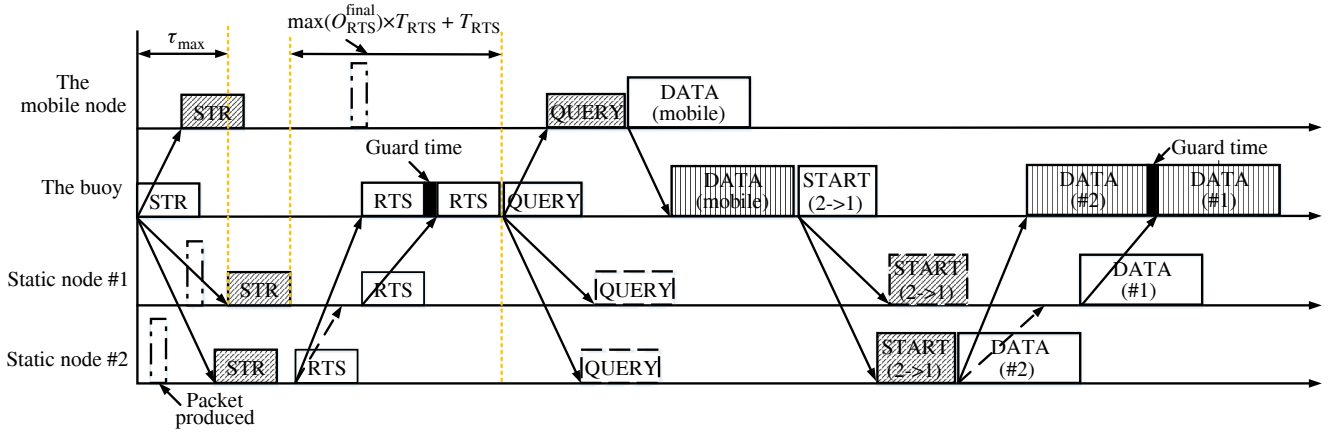 max(O_RTS^final)×T_RTS + T_RTS
τ_max
The
mobile node
STR
QUERY
DATA
(mobile)
Guard time
Guard time
The buoy
STR
RTS
RTS
QUERY
DATA
(mobile)
START
(2->1)
DATA
(#2)
DATA
(#1)
Static node #1
STR
RTS
QUERY
START
(2->1)
DATA
(#1)
Static node #2
STR
RTS
QUERY
START
(2->1)
DATA
(#2)
Packet
produced